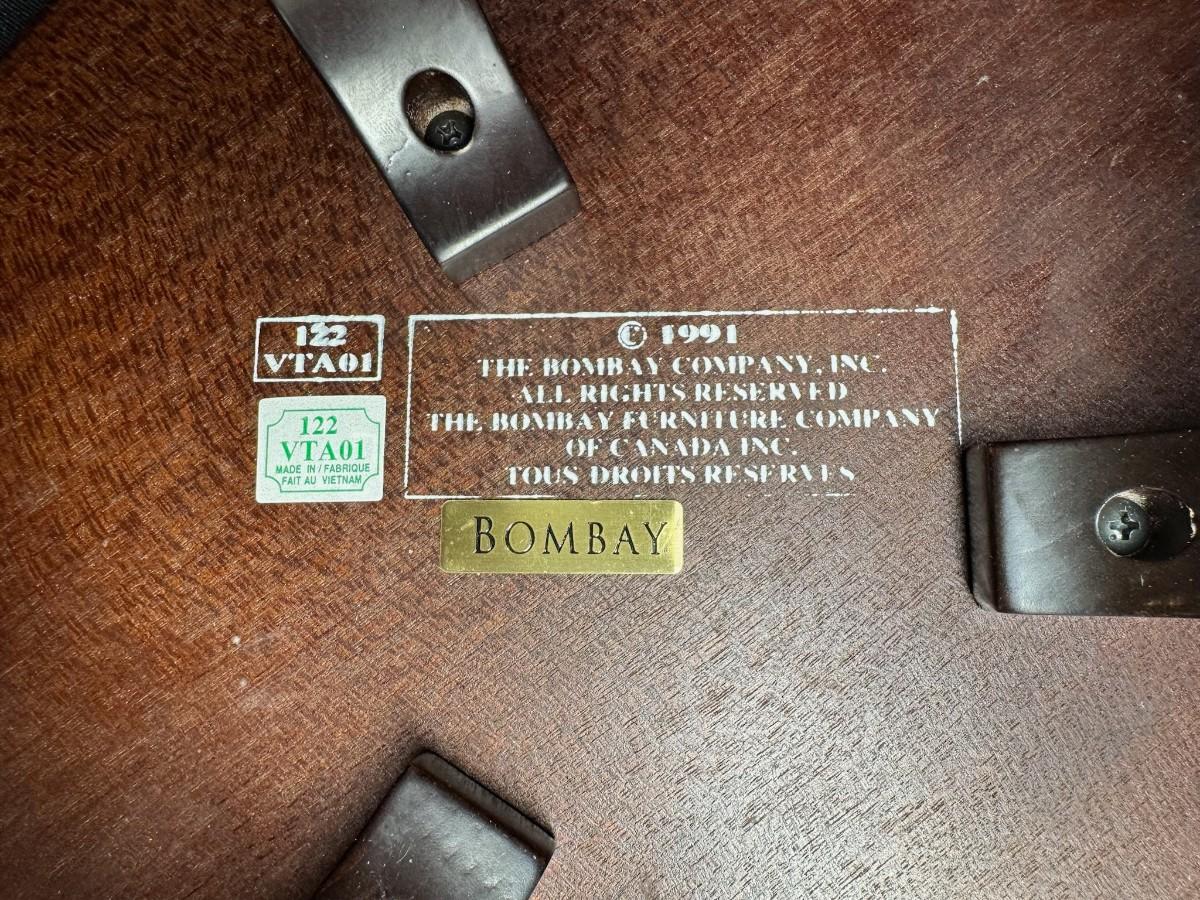 122
VTA01
122
VTA01
MADE IN / FABRIQUE
FAIT AU VIETNAM
© 1991
THE BOMBAY COMPANY, INC.
ALL RIGHTS RESERVED
THE BOMBAY FURNITURE COMPANY
OF CANADA INC.
TOUS DROITS RESERVES
BOMBAY